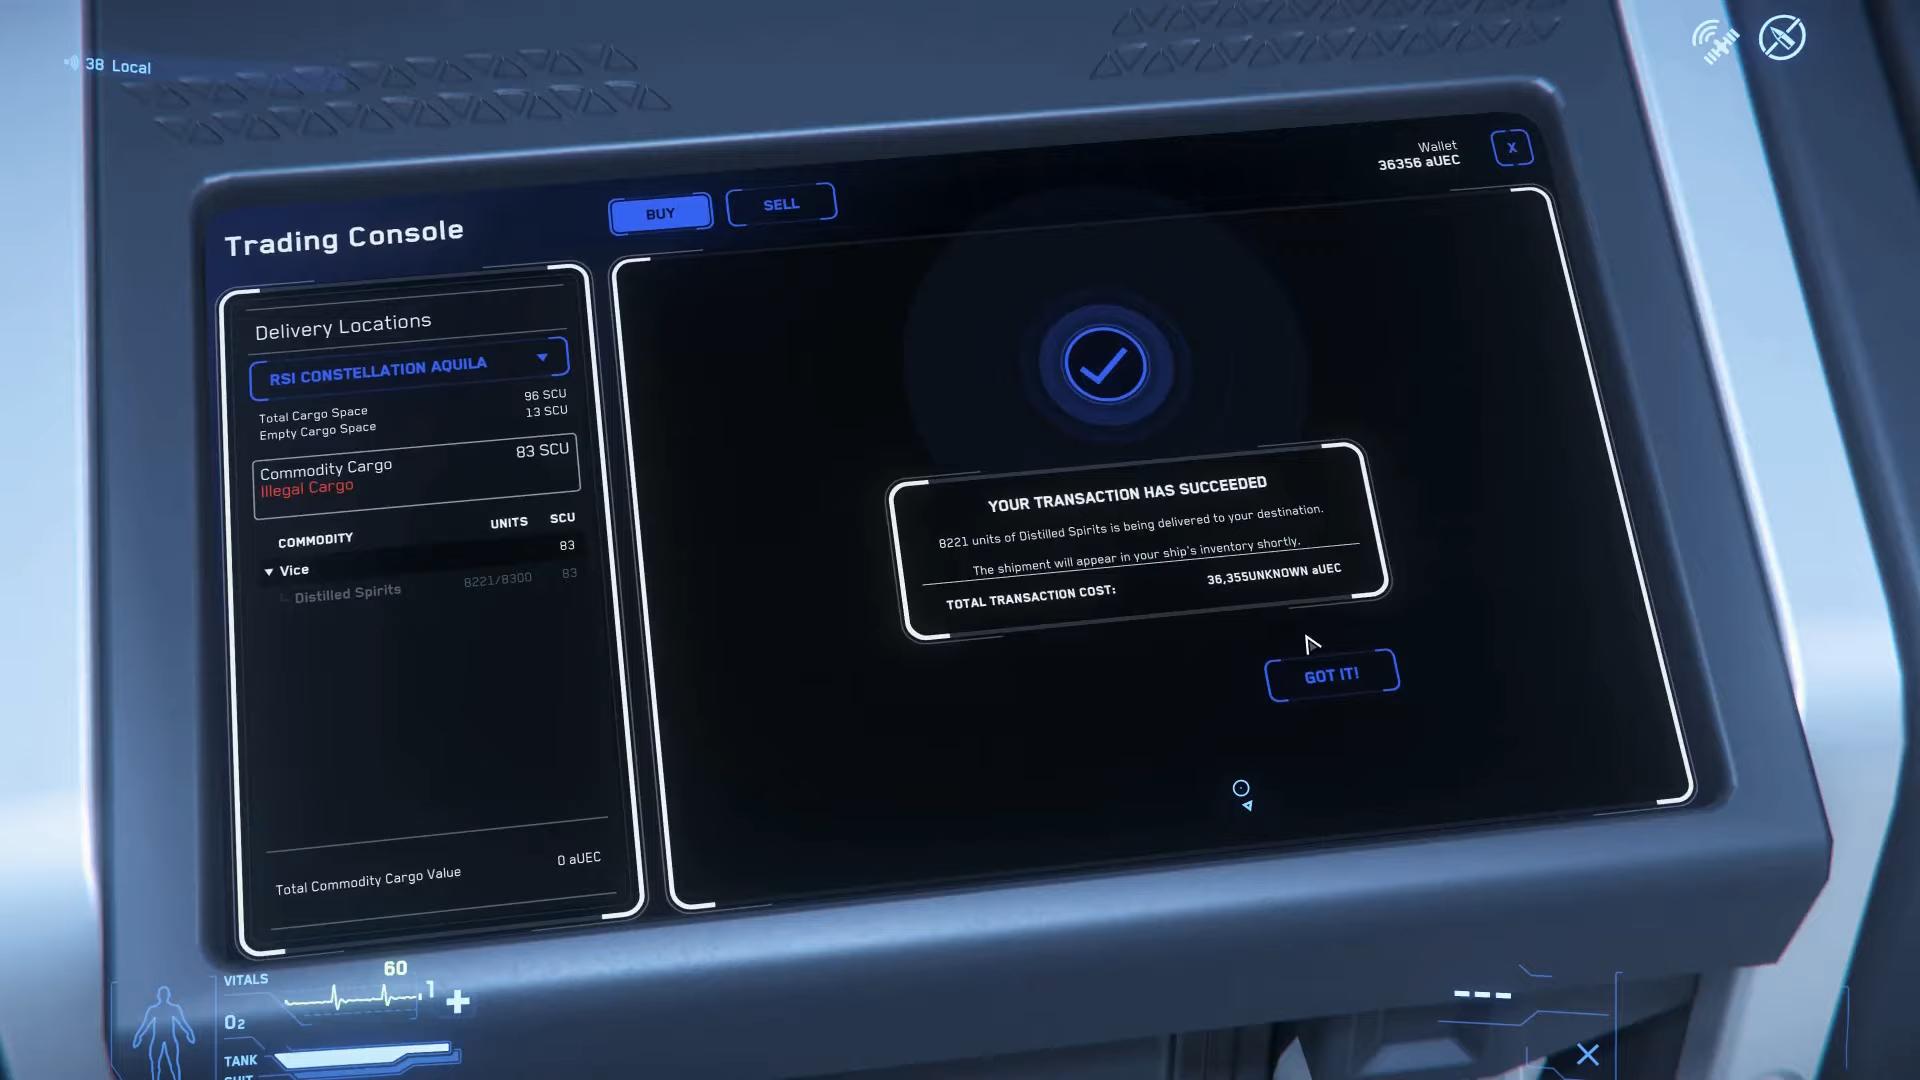 38 Local
Wallet
36356 aUEC
X
Trading Console
BUY
SELL
Delivery Locations
RSI CONSTELLATION AQUILA
Total Cargo Space 96 SCU
Empty Cargo Space 13 SCU
Commodity Cargo 83 SCU
Illegal Cargo
COMMODITY UNITS SCU
Vice 83
Distilled Spirits 8221/8300 83
Total Commodity Cargo Value 0 aUEC
YOUR TRANSACTION HAS SUCCEEDED
8221 units of Distilled Spirits is being delivered to your destination.
The shipment will appear in your ship's inventory shortly.
TOTAL TRANSACTION COST: 36,355UNKNOWN aUEC
GOT IT!
VITALS 60
1
O2
TANK
SUIT